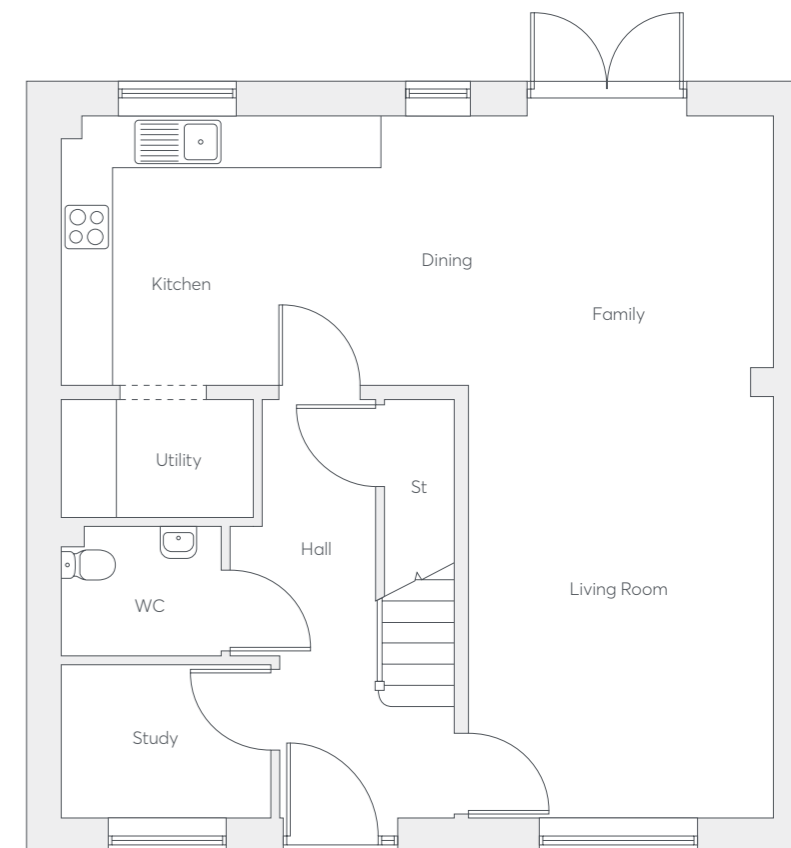 Dining
Kitchen
Family
Utility
St
Hall
Living Room
WC
Study